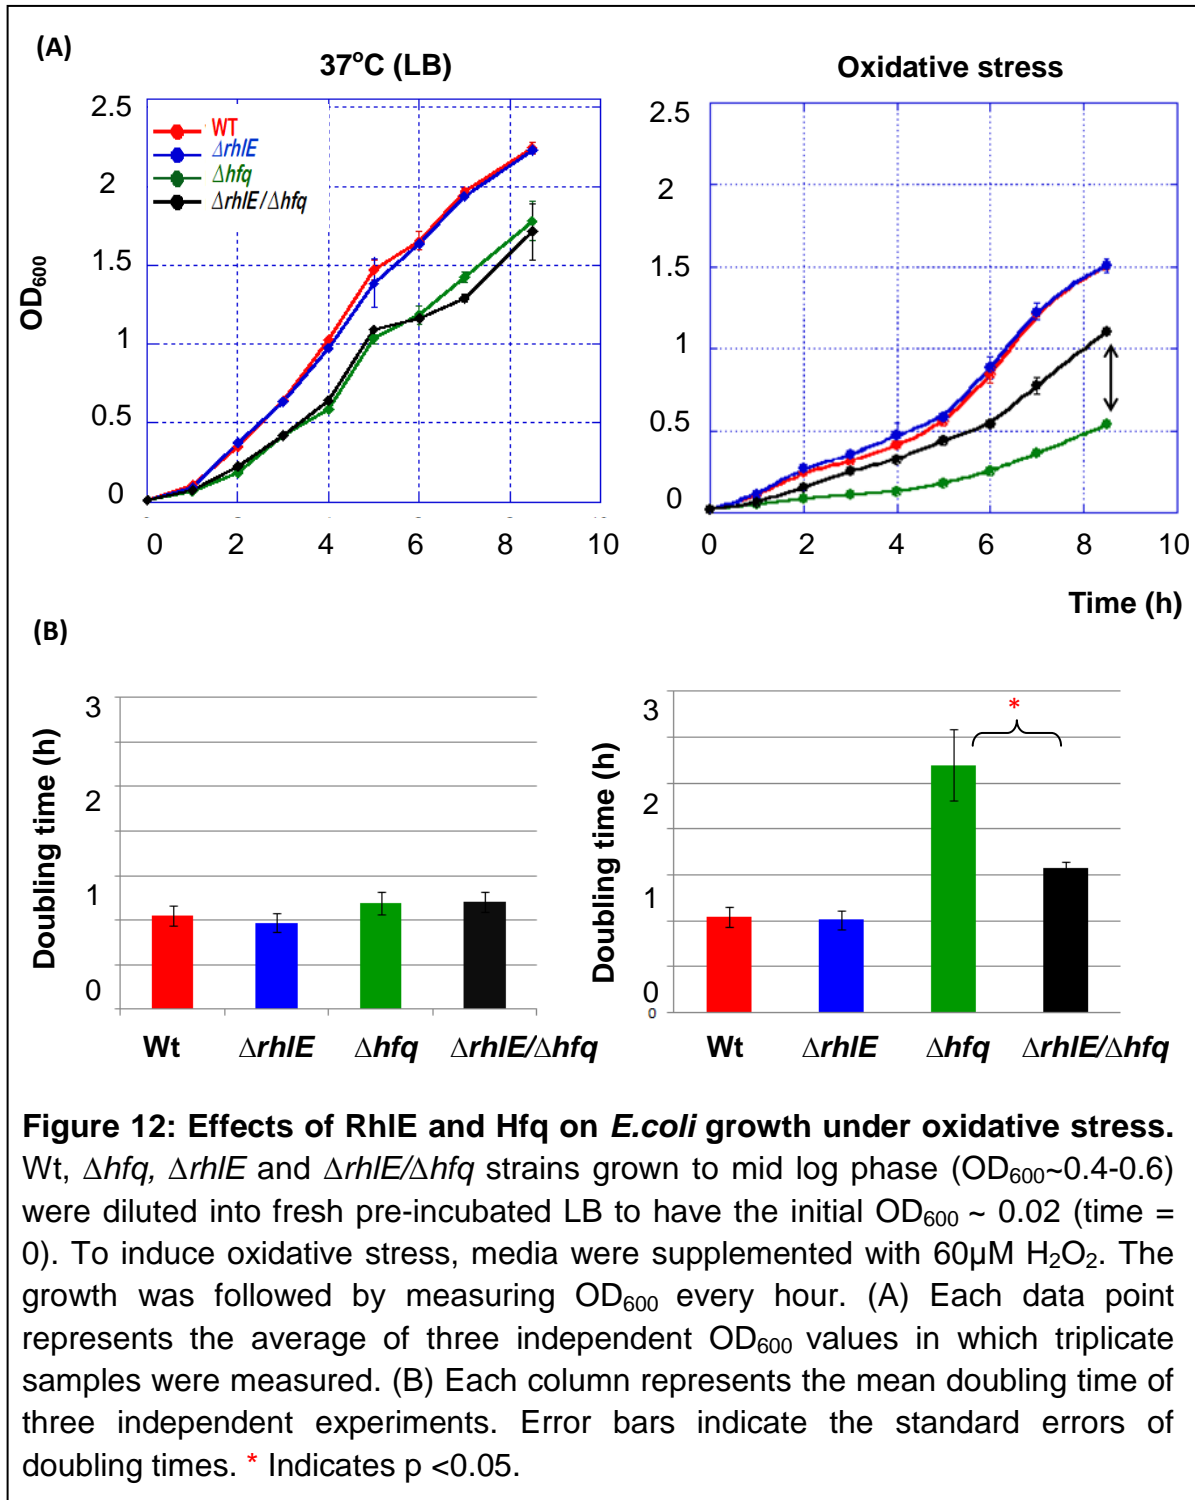 (A)
37°C (LB)
Oxidative stress
2.5
2
1.5
1
0.5
0
OD600
WT
ΔrhlE
Δhfq
ΔrhlE/Δhfq
0 2 4 6 8 10
2.5
2
1.5
1
0.5
0
0 2 4 6 8 10
Time (h)
(B)
3
2
1
0
Doubling time (h)
Wt ΔrhlE Δhfq ΔrhlE/Δhfq
3
2
1
0
0
Doubling time (h)
*
Wt ΔrhlE Δhfq ΔrhlE/Δhfq
Figure 12: Effects of RhlE and Hfq on E.coli growth under oxidative stress.
Wt, Δhfq, ΔrhlE and ΔrhlE/Δhfq strains grown to mid log phase (OD600~0.4-0.6)
were diluted into fresh pre-incubated LB to have the initial OD600 ~ 0.02 (time =
0). To induce oxidative stress, media were supplemented with 60µM H2O2. The
growth was followed by measuring OD600 every hour. (A) Each data point
represents the average of three independent OD600 values in which triplicate
samples were measured. (B) Each column represents the mean doubling time of
three independent experiments. Error bars indicate the standard errors of
doubling times. * Indicates p <0.05.